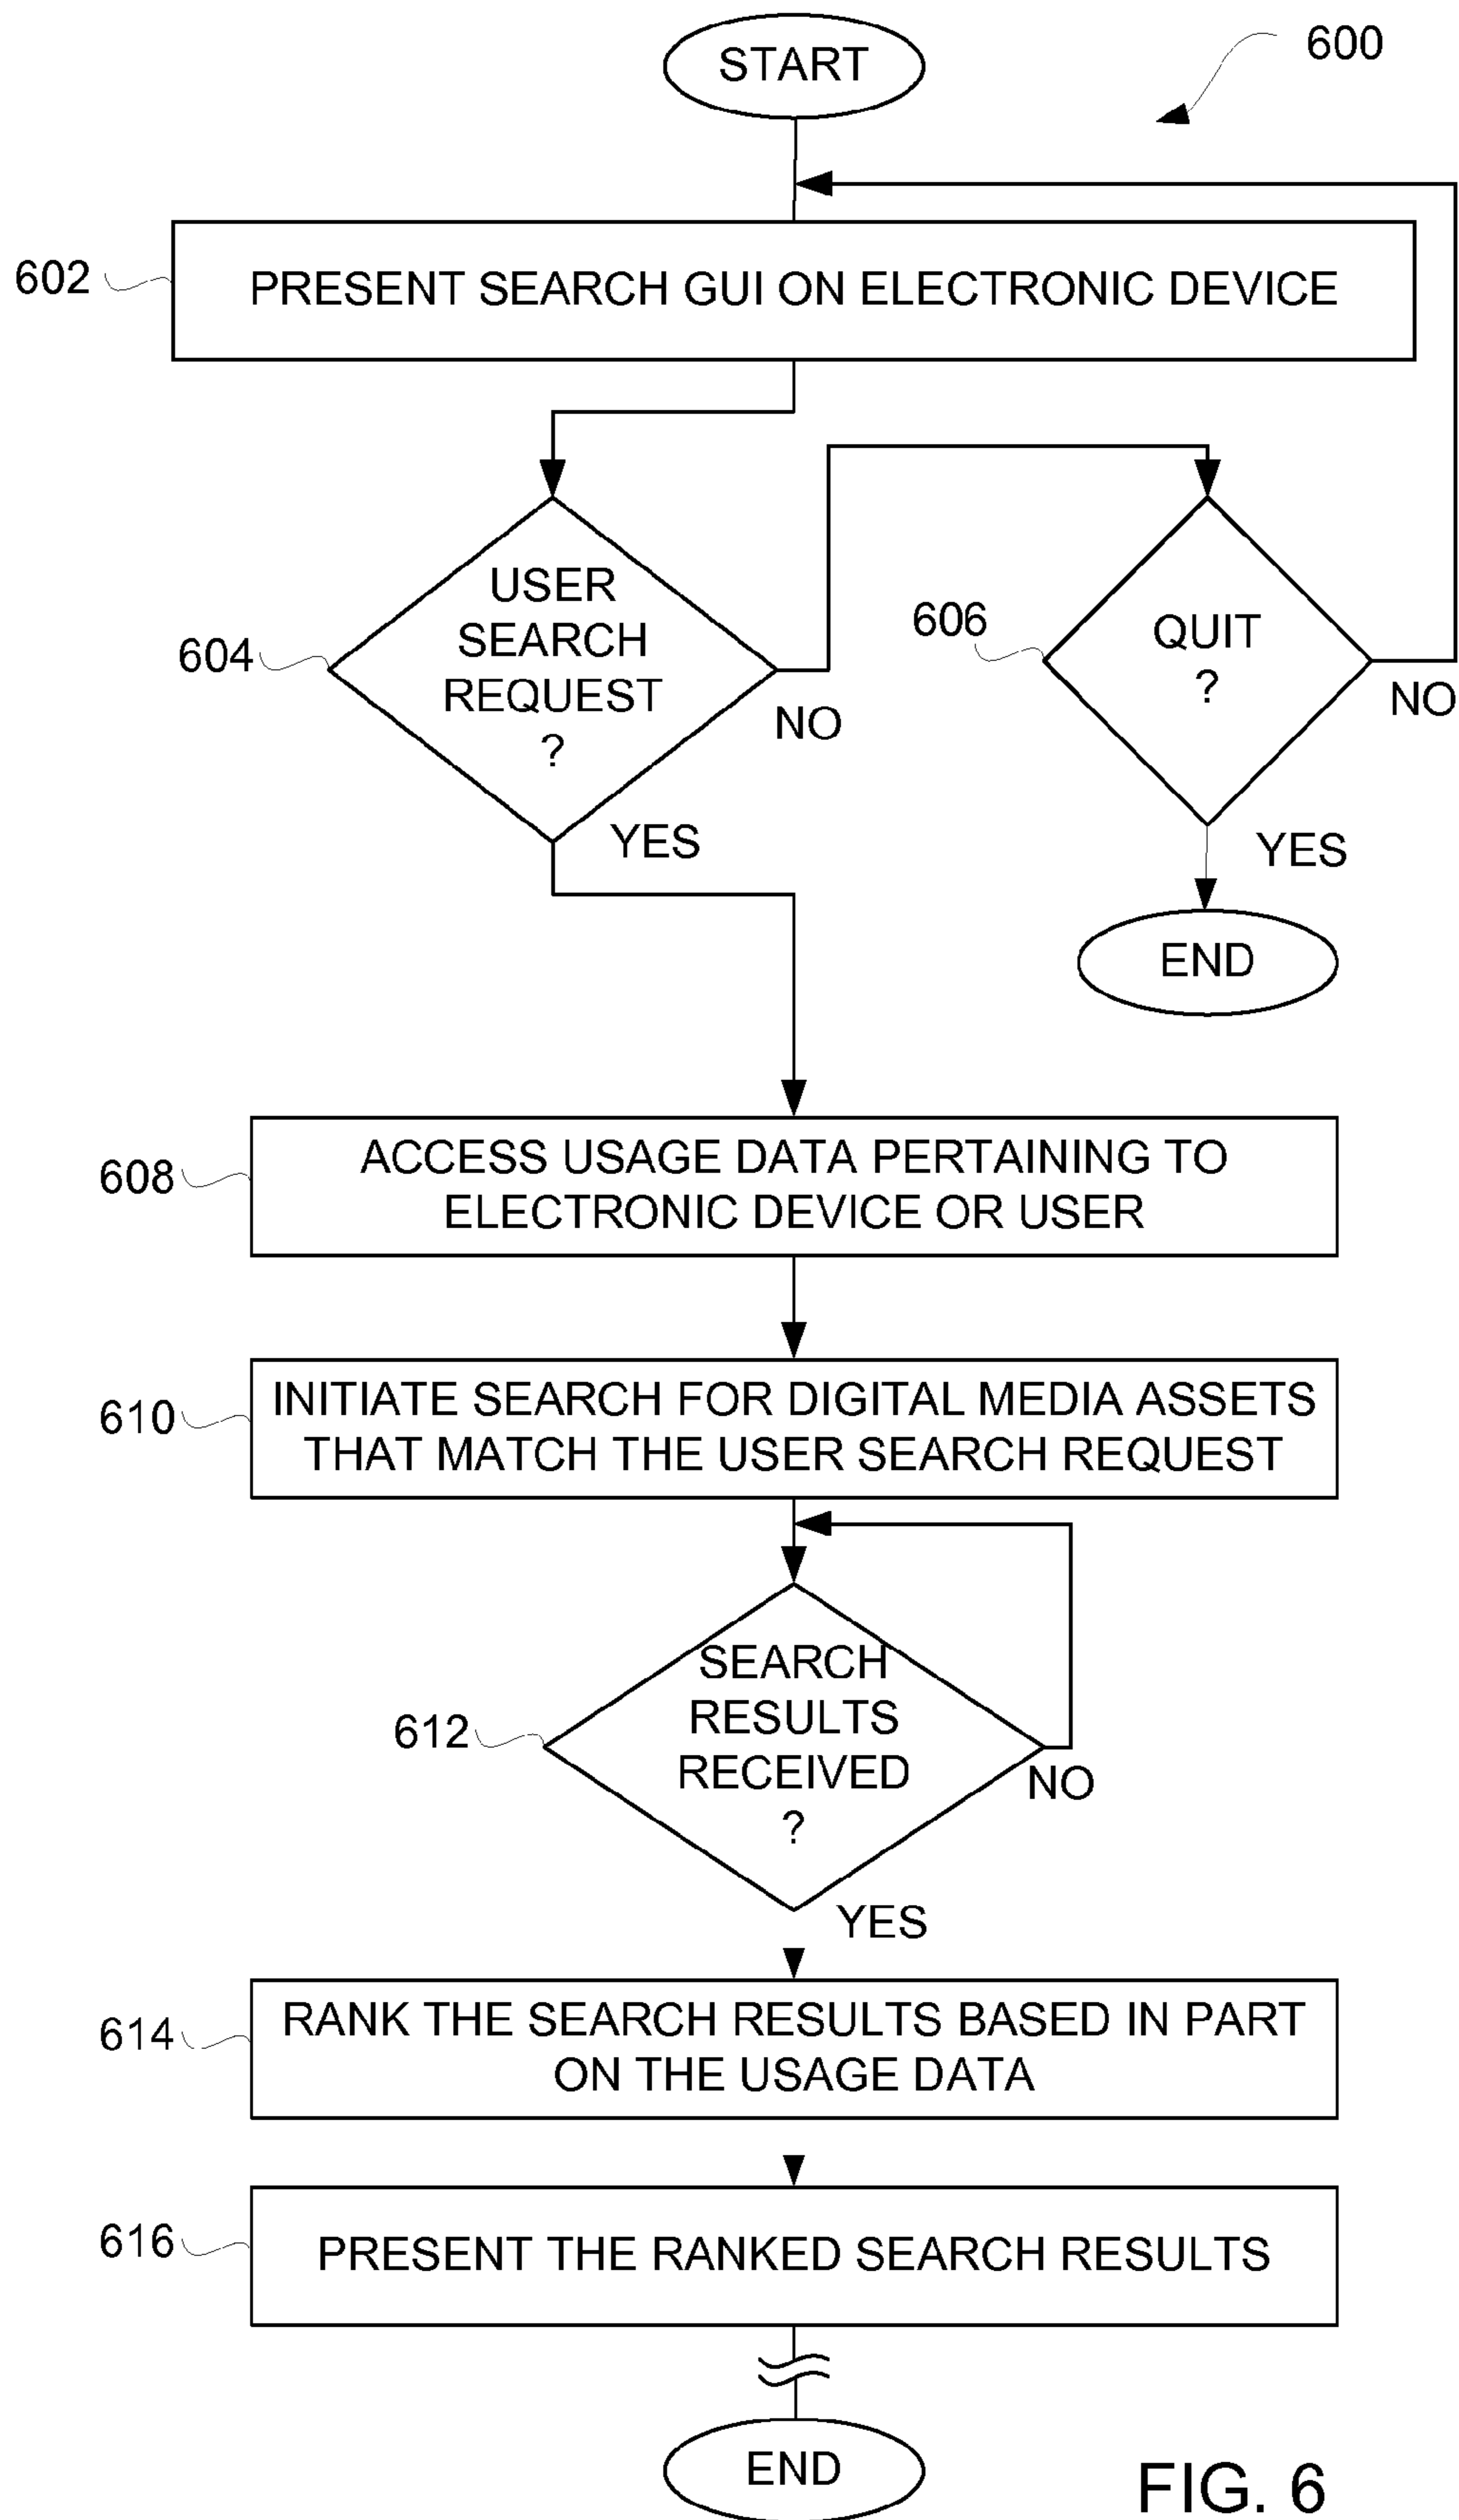 START
600
602
PRESENT SEARCH GUI ON ELECTRONIC DEVICE
604
USER
SEARCH
REQUEST
?
NO
YES
606
QUIT
?
NO
YES
END
608
ACCESS USAGE DATA PERTAINING TO
ELECTRONIC DEVICE OR USER
610
INITIATE SEARCH FOR DIGITAL MEDIA ASSETS
THAT MATCH THE USER SEARCH REQUEST
612
SEARCH
RESULTS
RECEIVED
?
NO
YES
614
RANK THE SEARCH RESULTS BASED IN PART
ON THE USAGE DATA
616
PRESENT THE RANKED SEARCH RESULTS
END
FIG. 6